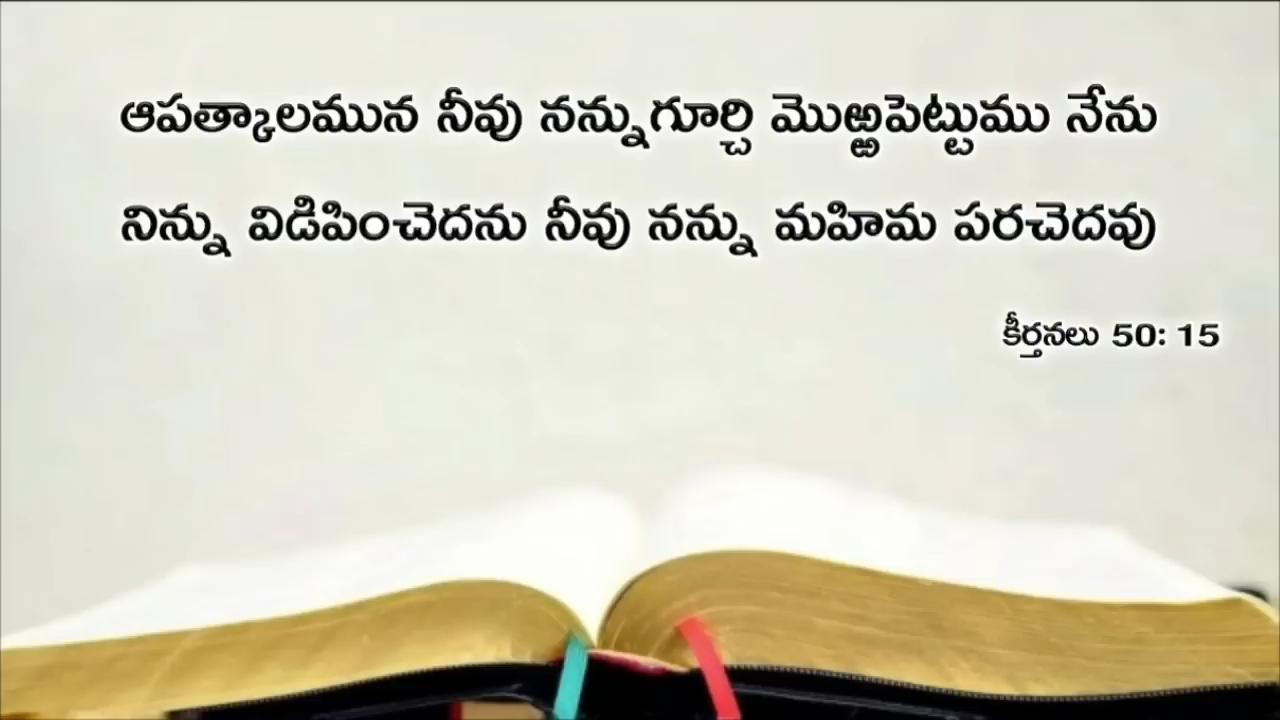 ఆపత్కాలమున నీవు నన్నుగూర్చి మొఱ్ఱపెట్టుము నేను
నిన్ను విడిపించెదను నీవు నన్ను మహిమ పరచెదవు
కీర్తనలు 50: 15